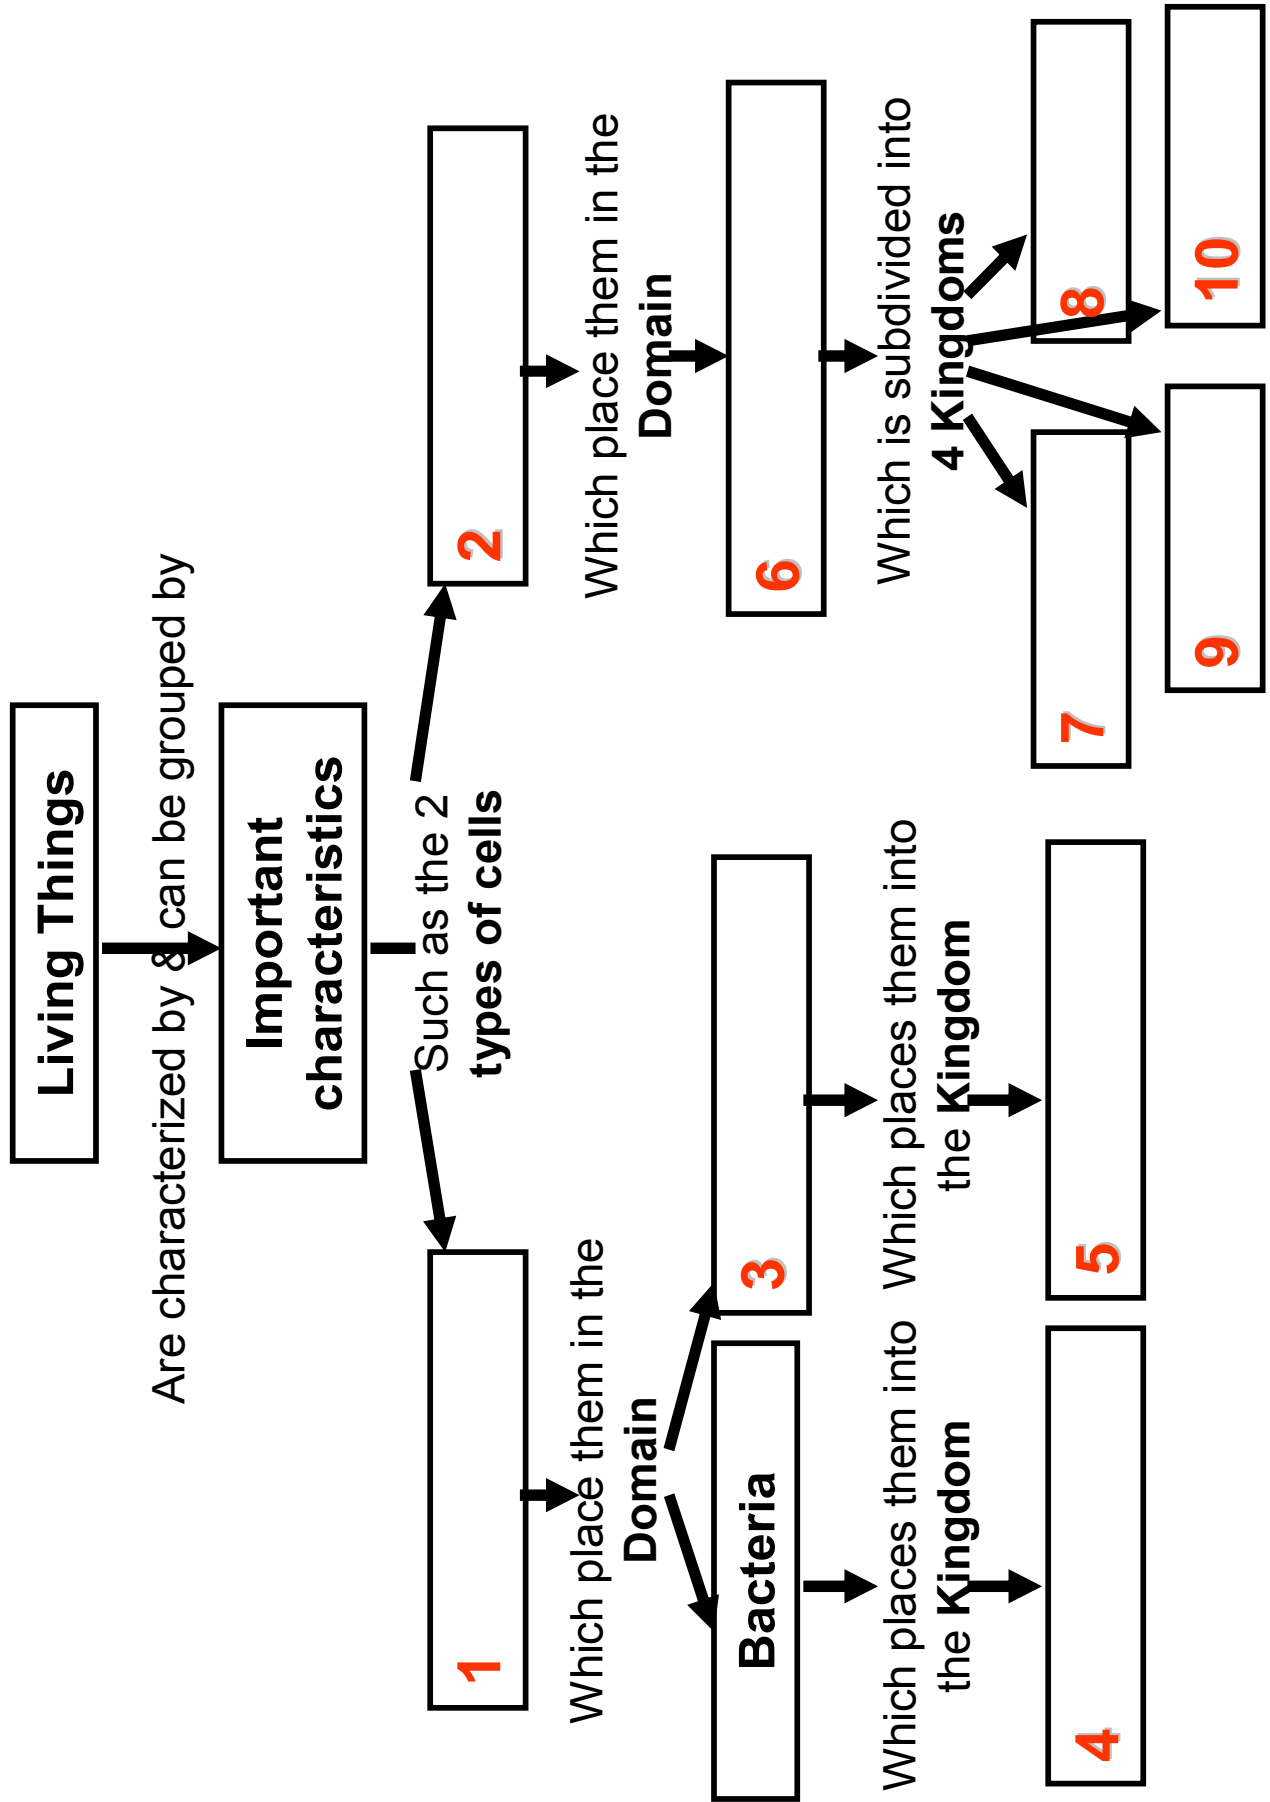 Living Things
Are characterized by & can be grouped by
Important
characteristics
Such as the 2
types of cells
1
2
Which place them in the
Domain
Which place them in the
Domain
Bacteria
3
6
Which places them into
the Kingdom
Which places them into
the Kingdom
Which is subdivided into
4 Kingdoms
4
5
7
8
9
10